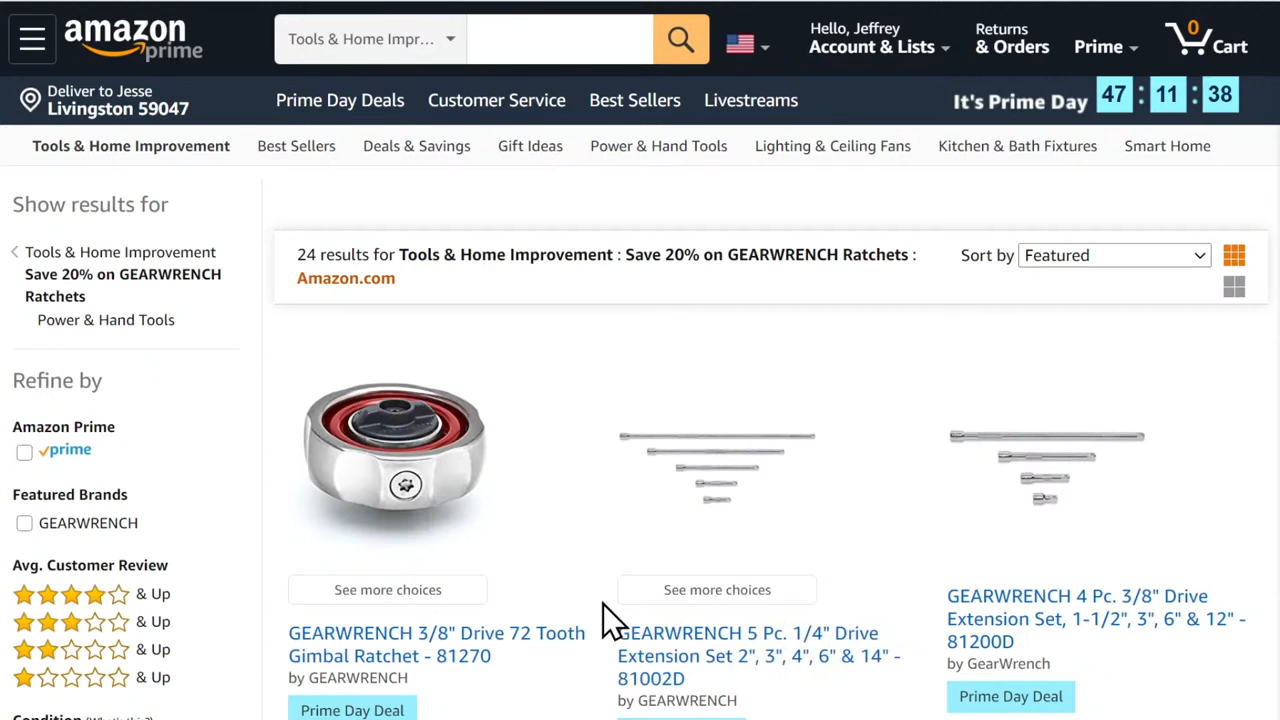 amazon
prime
Tools & Home Impr...
Hello, Jeffrey
Account & Lists
Returns
& Orders
Prime
0
Cart
Deliver to Jesse
Livingston 59047
Prime Day Deals
Customer Service
Best Sellers
Livestreams
It's Prime Day
47 : 11 : 38
Tools & Home Improvement
Best Sellers
Deals & Savings
Gift Ideas
Power & Hand Tools
Lighting & Ceiling Fans
Kitchen & Bath Fixtures
Smart Home
Show results for
Tools & Home Improvement
Save 20% on GEARWRENCH
Ratchets
Power & Hand Tools
Refine by
Amazon Prime
prime
Featured Brands
GEARWRENCH
Avg. Customer Review
& Up
& Up
& Up
& Up
Condition (What's this?)
24 results for Tools & Home Improvement : Save 20% on GEARWRENCH Ratchets :
Amazon.com
Sort by Featured
See more choices
GEARWRENCH 3/8" Drive 72 Tooth
Gimbal Ratchet - 81270
by GEARWRENCH
Prime Day Deal
See more choices
GEARWRENCH 5 Pc. 1/4" Drive
Extension Set 2", 3", 4", 6" & 14" -
81002D
by GEARWRENCH
GEARWRENCH 4 Pc. 3/8" Drive
Extension Set, 1-1/2", 3", 6" & 12" -
81200D
by GearWrench
Prime Day Deal